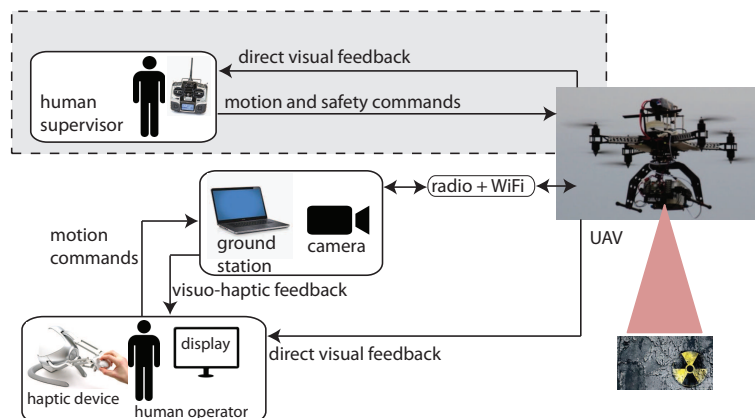 direct visual feedback
human
supervisor
motion and safety commands
radio + WiFi
ground
station
camera
UAV
motion
commands
visuo-haptic feedback
display
direct visual feedback
haptic device
human operator